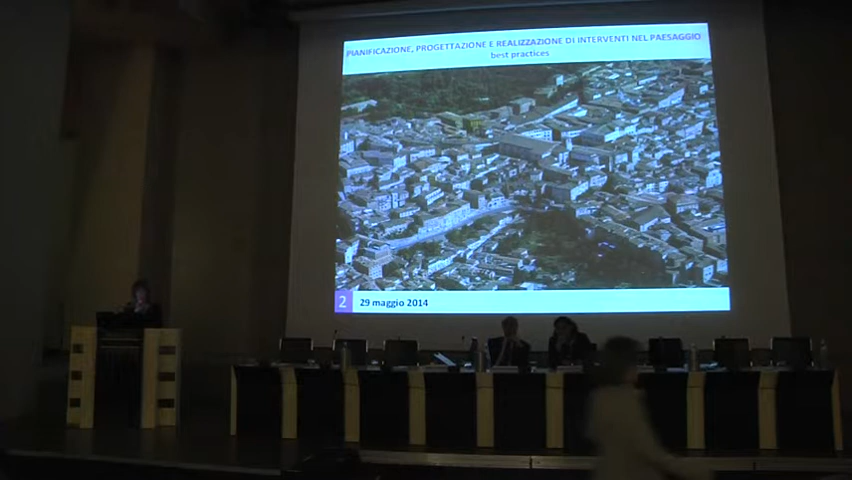 PIANIFICAZIONE, PROGETTAZIONE E REALIZZAZIONE DI INTERVENTI NEL PAESAGGIO
best practices
2 29 maggio 2014